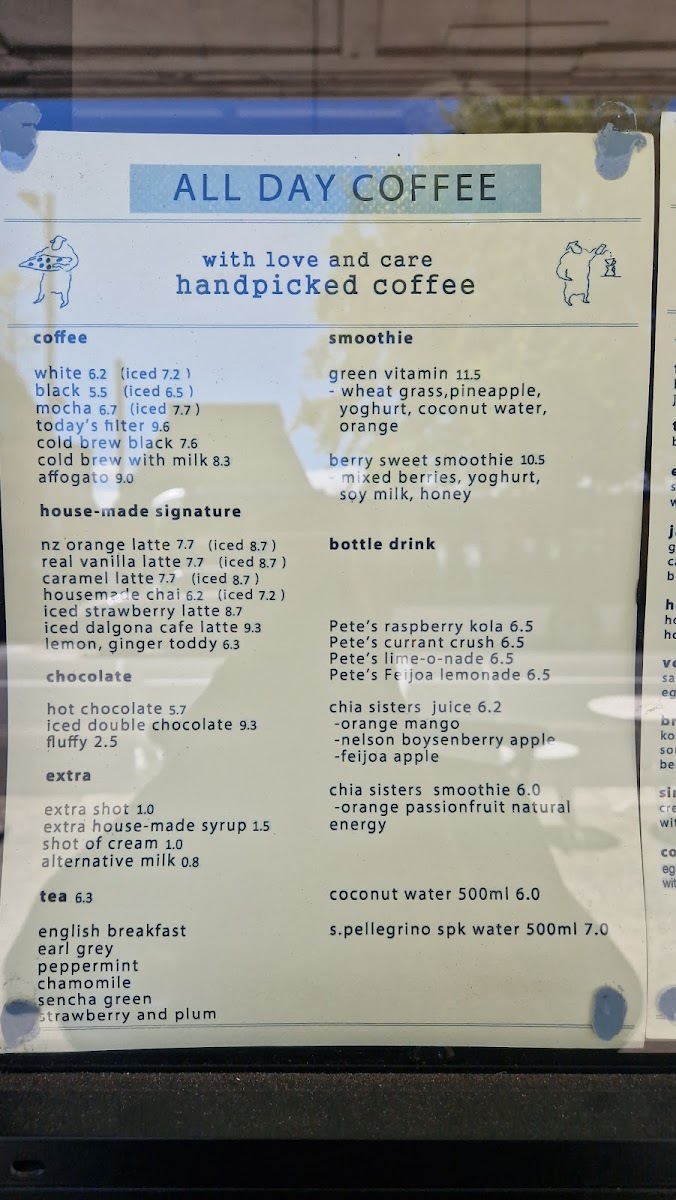 ALL DAY COFFEE
with love and care
handpicked coffee
coffee
white 6.2 (iced 7.2 )
black 5.5 (iced 6.5 )
mocha 6.7 (iced 7.7 )
today's filter 9.6
cold brew black 7.6
cold brew with milk 8.3
affogato 9.0
house-made signature
nz orange latte 7.7 (iced 8.7 )
real vanilla latte 7.7 (iced 8.7 )
caramel latte 7.7 (iced 8.7 )
housemade chai 6.2 (iced 7.2 )
iced strawberry latte 8.7
iced dalgona cafe latte 9.3
lemon, ginger toddy 6.3
chocolate
hot chocolate 5.7
iced double chocolate 9.3
fluffy 2.5
extra
extra shot 1.0
extra house-made syrup 1.5
shot of cream 1.0
alternative milk 0.8
tea 6.3
english breakfast
earl grey
peppermint
chamomile
sencha green
strawberry and plum
smoothie
green vitamin 11.5
- wheat grass,pineapple,
yoghurt, coconut water,
orange
berry sweet smoothie 10.5
- mixed berries, yoghurt,
soy milk, honey
bottle drink
Pete's raspberry kola 6.5
Pete's currant crush 6.5
Pete's lime-o-nade 6.5
Pete's Feijoa lemonade 6.5
chia sisters juice 6.2
-orange mango
-nelson boysenberry apple
-feijoa apple
chia sisters smoothie 6.0
-orange passionfruit natural
energy
coconut water 500ml 6.0
s.pellegrino spk water 500ml 7.0